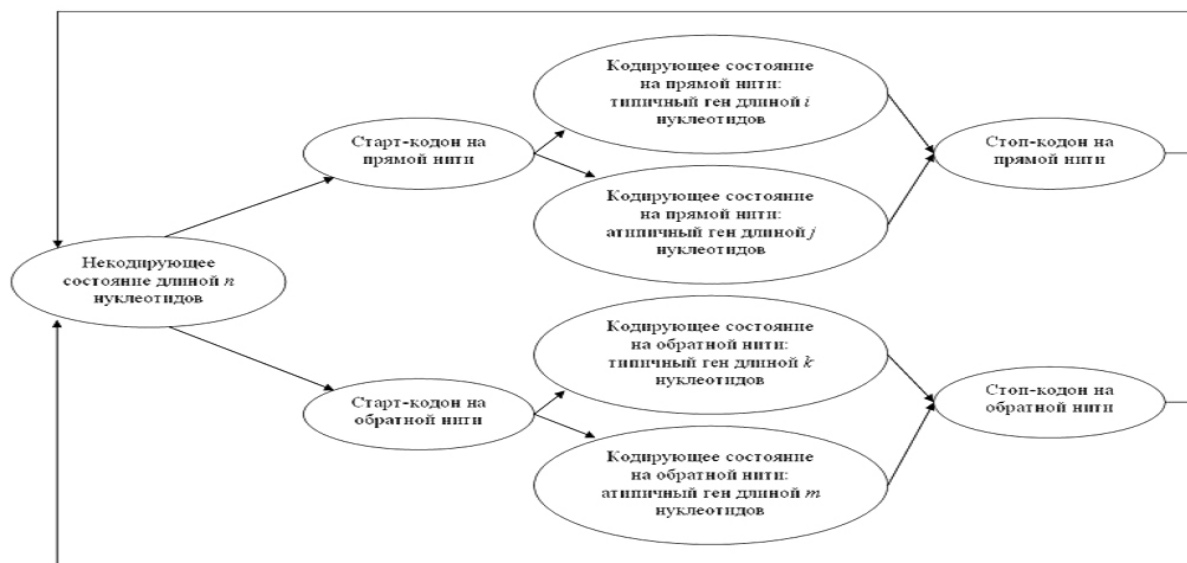 Кодирующее состояние
на прямой нити:
типичный ген длиной i
нуклеотидов
Старт-кодон на
прямой нити
Стоп-кодон на
прямой нити
Кодирующее состояние
на прямой нити:
атипичный ген длиной j
нуклеотидов
Некодирующее
состояние длиной n
нуклеотидов
Кодирующее состояние
на обратной нити:
типичный ген длиной k
нуклеотидов
Старт-кодон на
обратной нити
Стоп-кодон на
обратной нити
Кодирующее состояние
на обратной нити:
атипичный ген длиной m
нуклеотидов